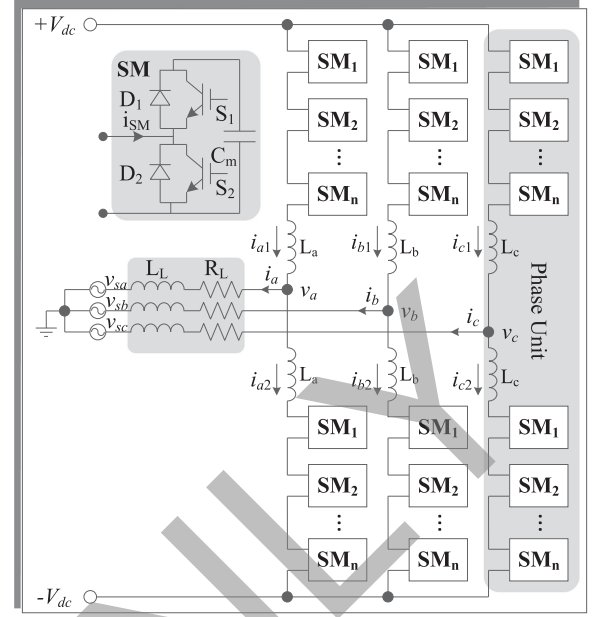 +V_dc
SM
D_1
S_1
i_SM
C_m
D_2
S_2
SM_1 SM_1 SM_1
SM_2 SM_2 SM_2
SM_n SM_n SM_n
i_a1 L_a i_b1 L_b i_c1 L_c
L_L R_L
v_sa i_a v_a
v_sb i_b v_b
v_sc i_c v_c
Phase Unit
i_a2 L_a i_b2 L_b i_c2 L_c
SM_1 SM_1 SM_1
SM_2 SM_2 SM_2
SM_n SM_n SM_n
-V_dc